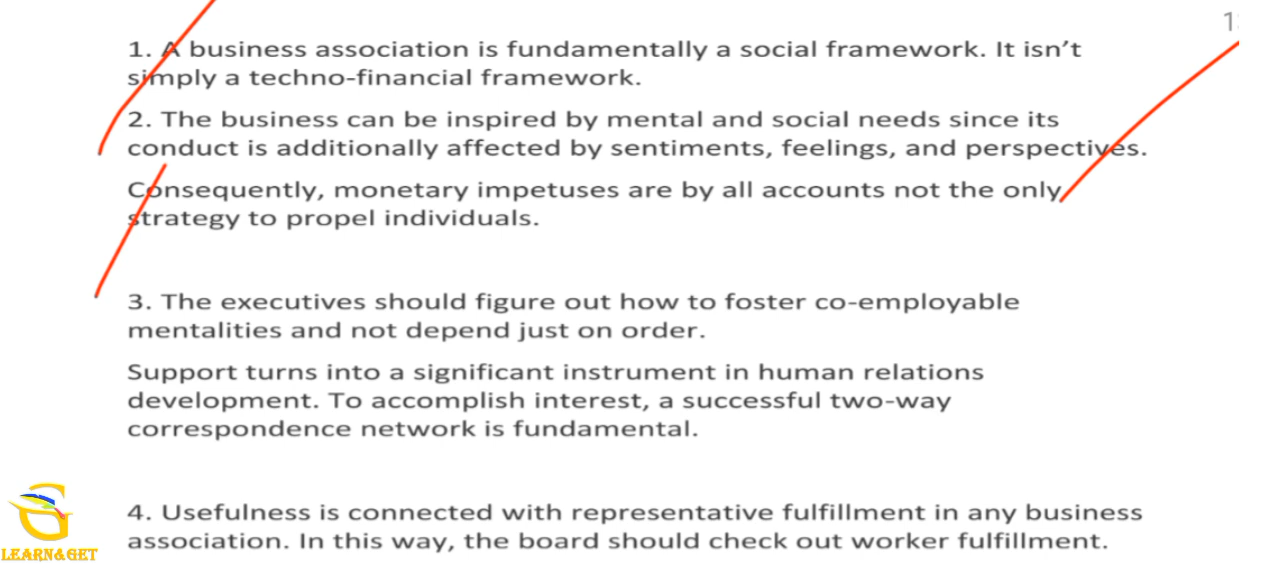 1. A business association is fundamentally a social framework. It isn't
simply a techno-financial framework.
2. The business can be inspired by mental and social needs since its
conduct is additionally affected by sentiments, feelings, and perspectives.
Consequently, monetary impetuses are by all accounts not the only
strategy to propel individuals.
3. The executives should figure out how to foster co-employable
mentalities and not depend just on order.
Support turns into a significant instrument in human relations
development. To accomplish interest, a successful two-way
correspondence network is fundamental.
4. Usefulness is connected with representative fulfillment in any business
association. In this way, the board should check out worker fulfillment.
LEARN&GET